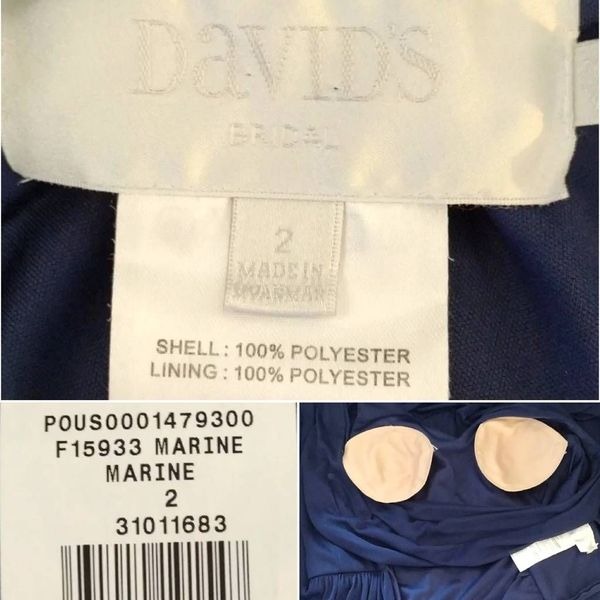 DAVID'S
BRIDAL
2
MADE IN
MYANMAR
SHELL : 100% POLYESTER
LINING : 100% POLYESTER
POUS0001479300
F15933 MARINE
MARINE
2
31011683